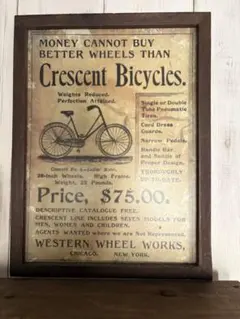 MONEY CANNOT BUY
BETTER WHEELS THAN
Crescent Bicycles.
Weights Reduced.
Perfection Attained.
Single or Double
Tube Pneumatic
Tires.
Cord Dress
Guards.
Narrow Pedals.
Handle Bar
and Saddle of
Proper Design.
THOROUGHLY
UP-TO-DATE.
28-inch Wheels. High Frame.
Weight, 22 Pounds.
Price, $75.00.
DESCRIPTIVE CATALOGUE FREE.
CRESCENT LINE INCLUDES SEVEN MODELS FOR
MEN, WOMEN AND CHILDREN.
AGENTS WANTED where we are not Represented.
WESTERN WHEEL WORKS,
CHICAGO. NEW YORK.